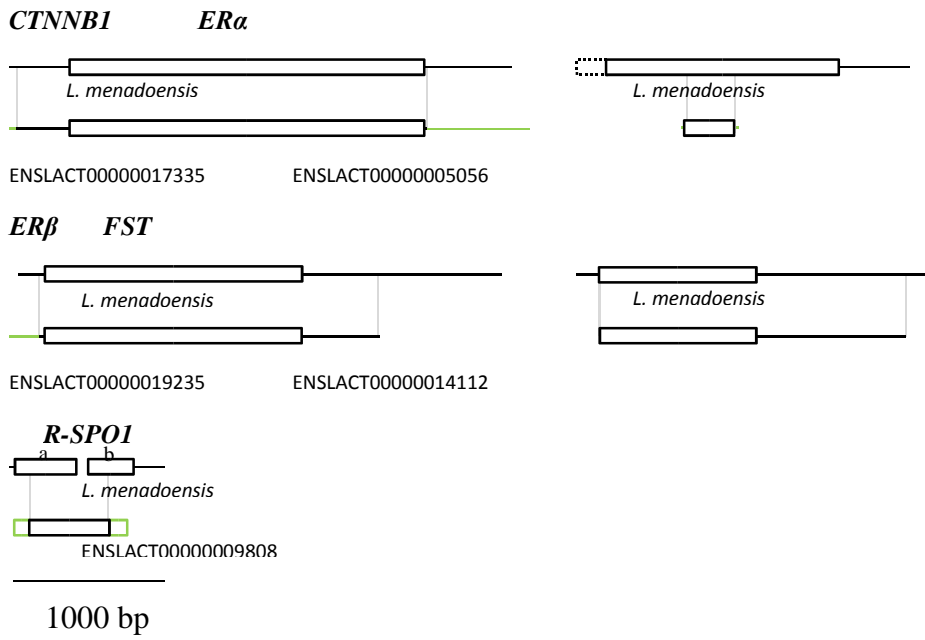 CTNNB1 ERα
L. menadoensis L. menadoensis
ENSLACT00000017335 ENSLACT00000005056
ERβ FST
L. menadoensis L. menadoensis
ENSLACT00000019235 ENSLACT00000014112
R-SPO1
a b
L. menadoensis
ENSLACT00000009808
1000 bp